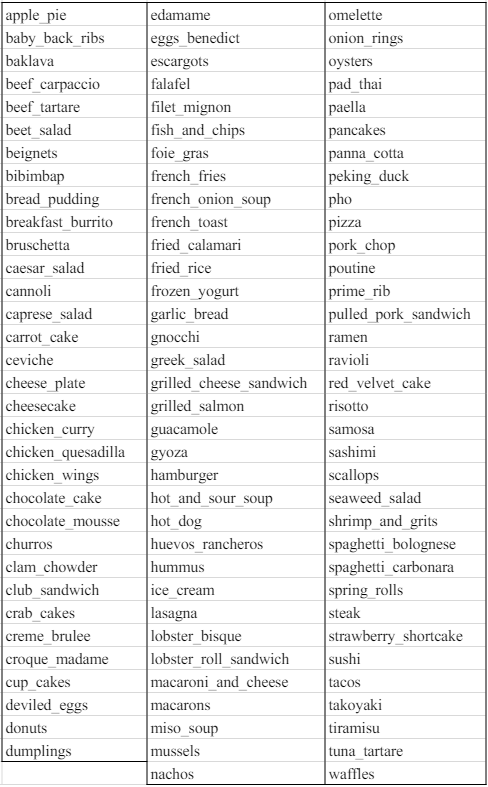 apple_pie
baby_back_ribs
baklava
beef_carpaccio
beef_tartare
beet_salad
beignets
bibimbap
bread_pudding
breakfast_burrito
bruschetta
caesar_salad
cannoli
caprese_salad
carrot_cake
ceviche
cheese_plate
cheesecake
chicken_curry
chicken_quesadilla
chicken_wings
chocolate_cake
chocolate_mousse
churros
clam_chowder
club_sandwich
crab_cakes
creme_brulee
croque_madame
cup_cakes
deviled_eggs
donuts
dumplings
edamame
eggs_benedict
escargots
falafel
filet_mignon
fish_and_chips
foie_gras
french_fries
french_onion_soup
french_toast
fried_calamari
fried_rice
frozen_yogurt
garlic_bread
gnocchi
greek_salad
grilled_cheese_sandwich
grilled_salmon
guacamole
gyoza
hamburger
hot_and_sour_soup
hot_dog
huevos_rancheros
hummus
ice_cream
lasagna
lobster_bisque
lobster_roll_sandwich
macaroni_and_cheese
macarons
miso_soup
mussels
nachos
omelette
onion_rings
oysters
pad_thai
paella
pancakes
panna_cotta
peking_duck
pho
pizza
pork_chop
poutine
prime_rib
pulled_pork_sandwich
ramen
ravioli
red_velvet_cake
risotto
samosa
sashimi
scallops
seaweed_salad
shrimp_and_grits
spaghetti_bolognese
spaghetti_carbonara
spring_rolls
steak
strawberry_shortcake
sushi
tacos
takoyaki
tiramisu
tuna_tartare
waffles